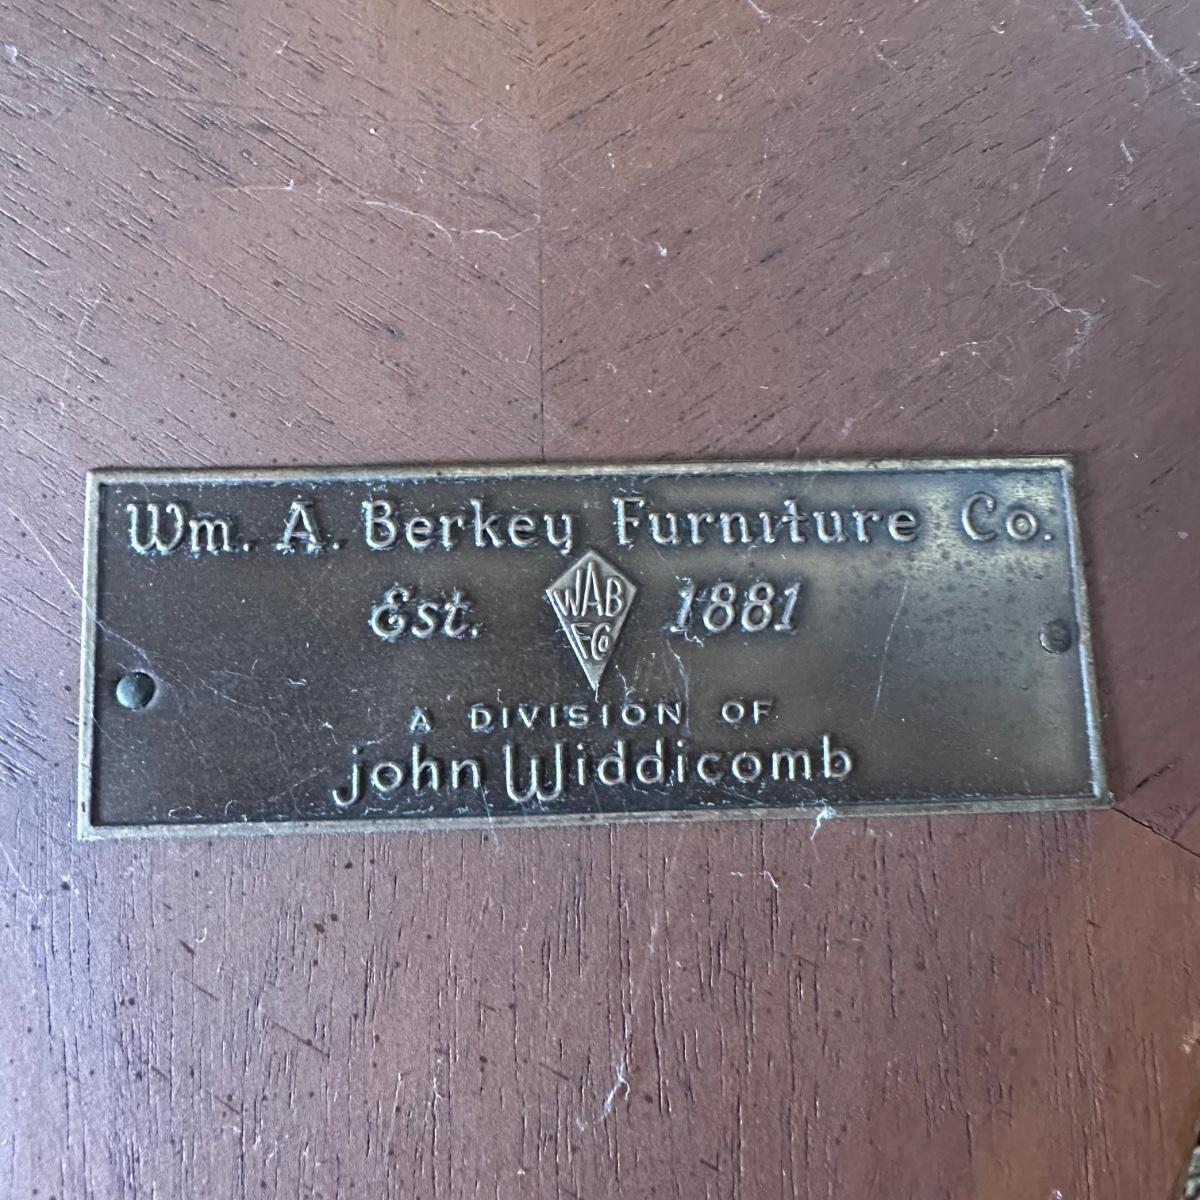 Wm. A. Berkey Furniture Co.
Est. 1881
WAB
FCo
A DIVISION OF
john Widdicomb